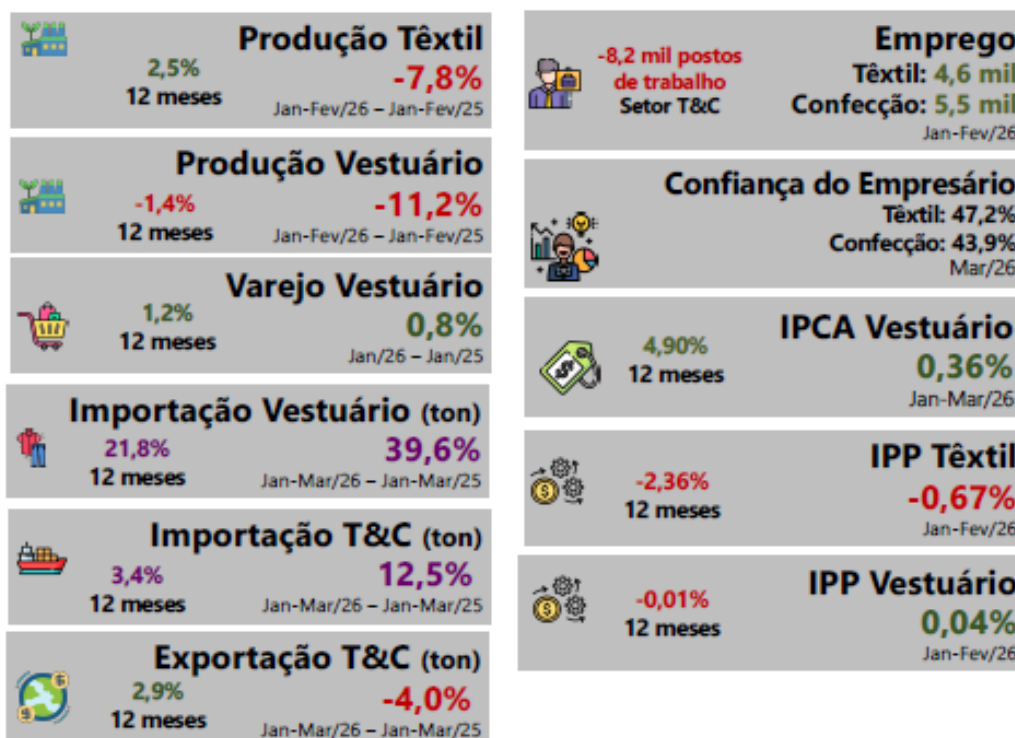 Produção Têxtil
2,5%
-7,8%
12 meses
Jan-Fev/26 – Jan-Fev/25
Produção Vestuário
-1,4%
-11,2%
12 meses
Jan-Fev/26 – Jan-Fev/25
Varejo Vestuário
1,2%
0,8%
12 meses
Jan/26 – Jan/25
Importação Vestuário (ton)
21,8%
39,6%
12 meses
Jan-Mar/26 – Jan-Mar/25
Importação T&C (ton)
3,4%
12,5%
12 meses
Jan-Mar/26 – Jan-Mar/25
Exportação T&C (ton)
2,9%
-4,0%
12 meses
Jan-Mar/26 – Jan-Mar/25
Emprego
-8,2 mil postos
de trabalho
Setor T&C
Têxtil: 4,6 mil
Confecção: 5,5 mil
Jan-Fev/26
Confiança do Empresário
Têxtil: 47,2%
Confecção: 43,9%
Mar/26
IPCA Vestuário
4,90%
0,36%
12 meses
Jan-Mar/26
IPP Têxtil
-2,36%
-0,67%
12 meses
Jan-Fev/26
IPP Vestuário
-0,01%
0,04%
12 meses
Jan-Fev/26